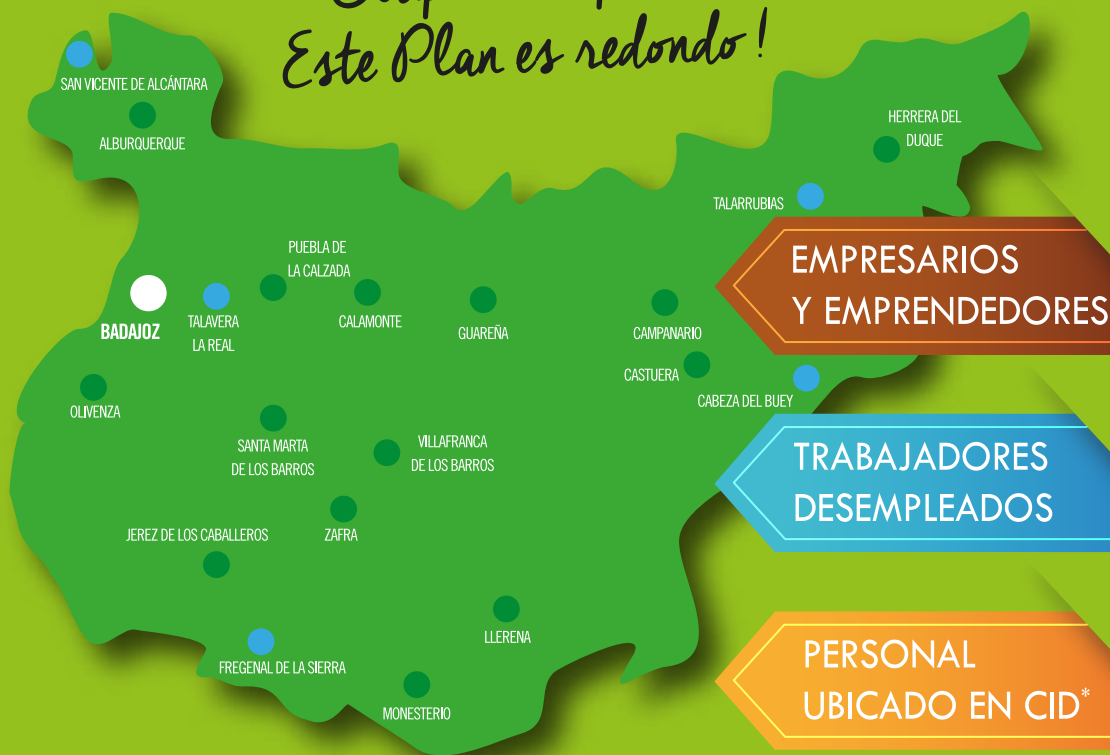 Este Plan es redondo!
SAN VICENTE DE ALCÁNTARA
ALBURQUERQUE
HERRERA DEL
DUQUE
TALARRUBIAS
EMPRESARIOS
Y EMPRENDEDORES
PUEBLA DE
LA CALZADA
BADAJOZ
TALAVERA
LA REAL
CALAMONTE
GUAREÑA
CAMPANARIO
CASTUERA
CABEZA DEL BUEY
OLIVENZA
SANTA MARTA
DE LOS BARROS
VILLAFRANCA
DE LOS BARROS
TRABAJADORES
DESEMPLEADOS
JEREZ DE LOS CABALLEROS
ZAFRA
LLERENA
FREGENAL DE LA SIERRA
MONESTERIO
PERSONAL
UBICADO EN CID*